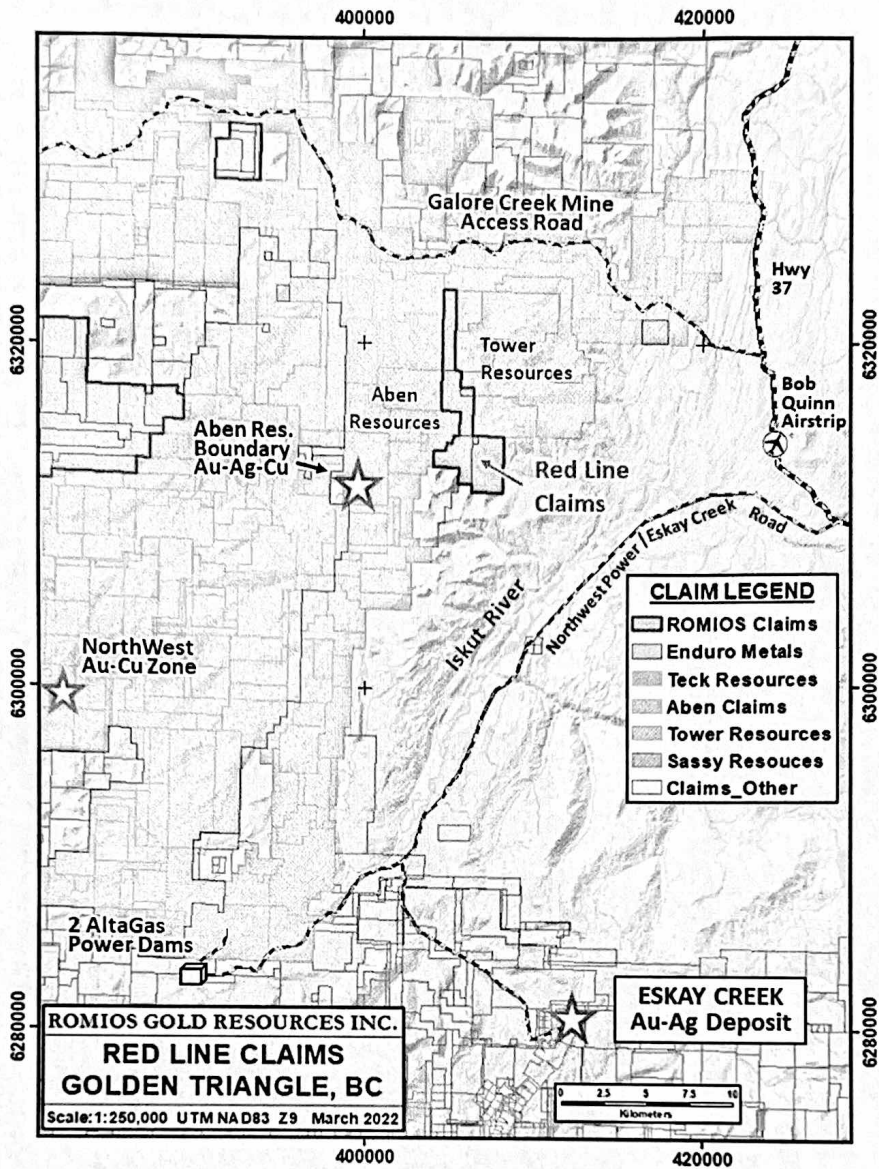 400000
420000
Galore Creek Mine
Access Road
Hwy
37
6320000
6320000
Tower
Resources
Aben
Resources
Bob
Quinn
Airstrip
Aben Res.
Boundary
Au-Ag-Cu
Red Line
Claims
Northwest Power / Eskay Creek Road
Iskut River
CLAIM LEGEND
ROMIOS Claims
Enduro Metals
Teck Resources
Aben Claims
Tower Resources
Sassy Resouces
Claims_Other
NorthWest
Au-Cu Zone
6300000
6300000
2 AltaGas
Power Dams
ESKAY CREEK
Au-Ag Deposit
6280000
6280000
ROMIOS GOLD RESOURCES INC.
RED LINE CLAIMS
GOLDEN TRIANGLE, BC
Scale:1:250,000 UTM NAD83 Z9 March 2022
0 2.5 5 7.5 10
Kilometers
400000
420000